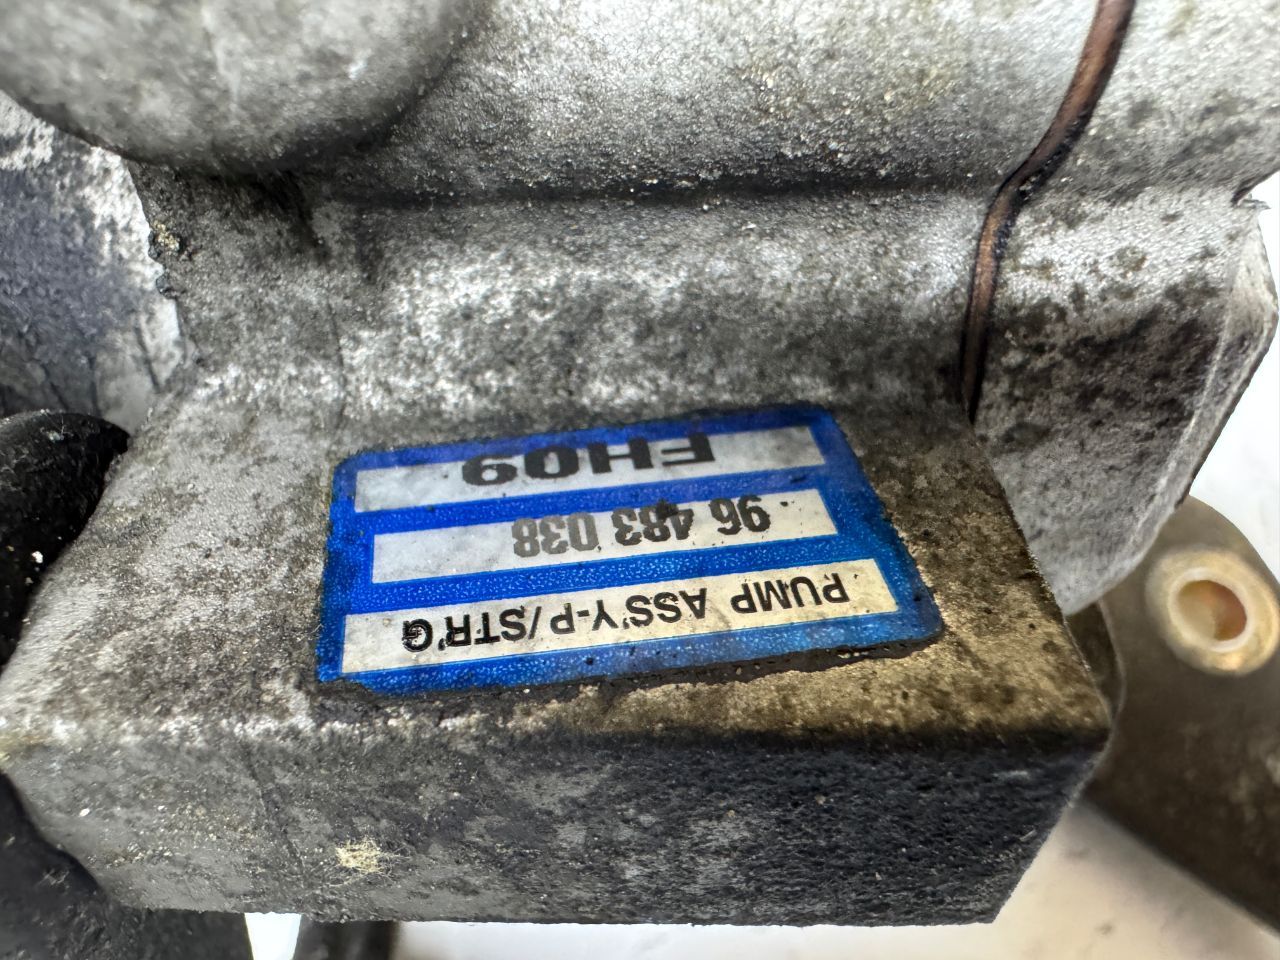 PUMP ASS'Y-P/STR'G
96 483 038
FH09